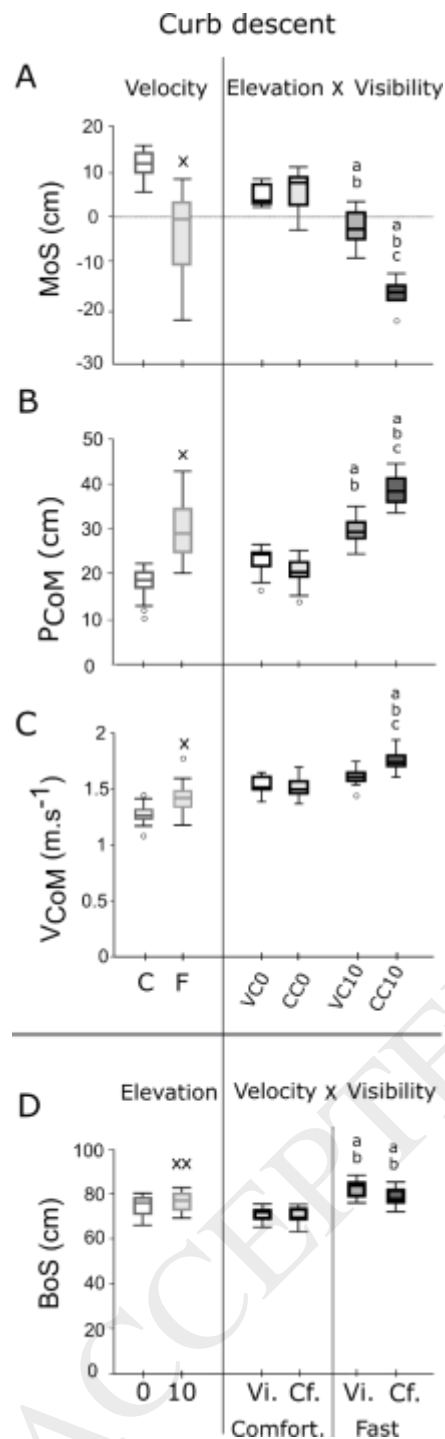 Curb descent
A
Velocity
Elevation x Visibility
MoS (cm)
20
10
0
-10
-20
-30
x
a
b
a
b
c
B
PCoM (cm)
50
40
30
20
10
0
x
a
b
a
b
c
C
VCoM (m.s-1)
2
1.5
1
0.5
0
x
a
b
c
C F
VC0 CC0 VC10 CC10
D
Elevation
Velocity x Visibility
BoS (cm)
100
80
60
40
20
0
xx
a
b
a
b
0 10
Vi. Cf. Vi. Cf.
Comfort. Fast
ACCEPTE